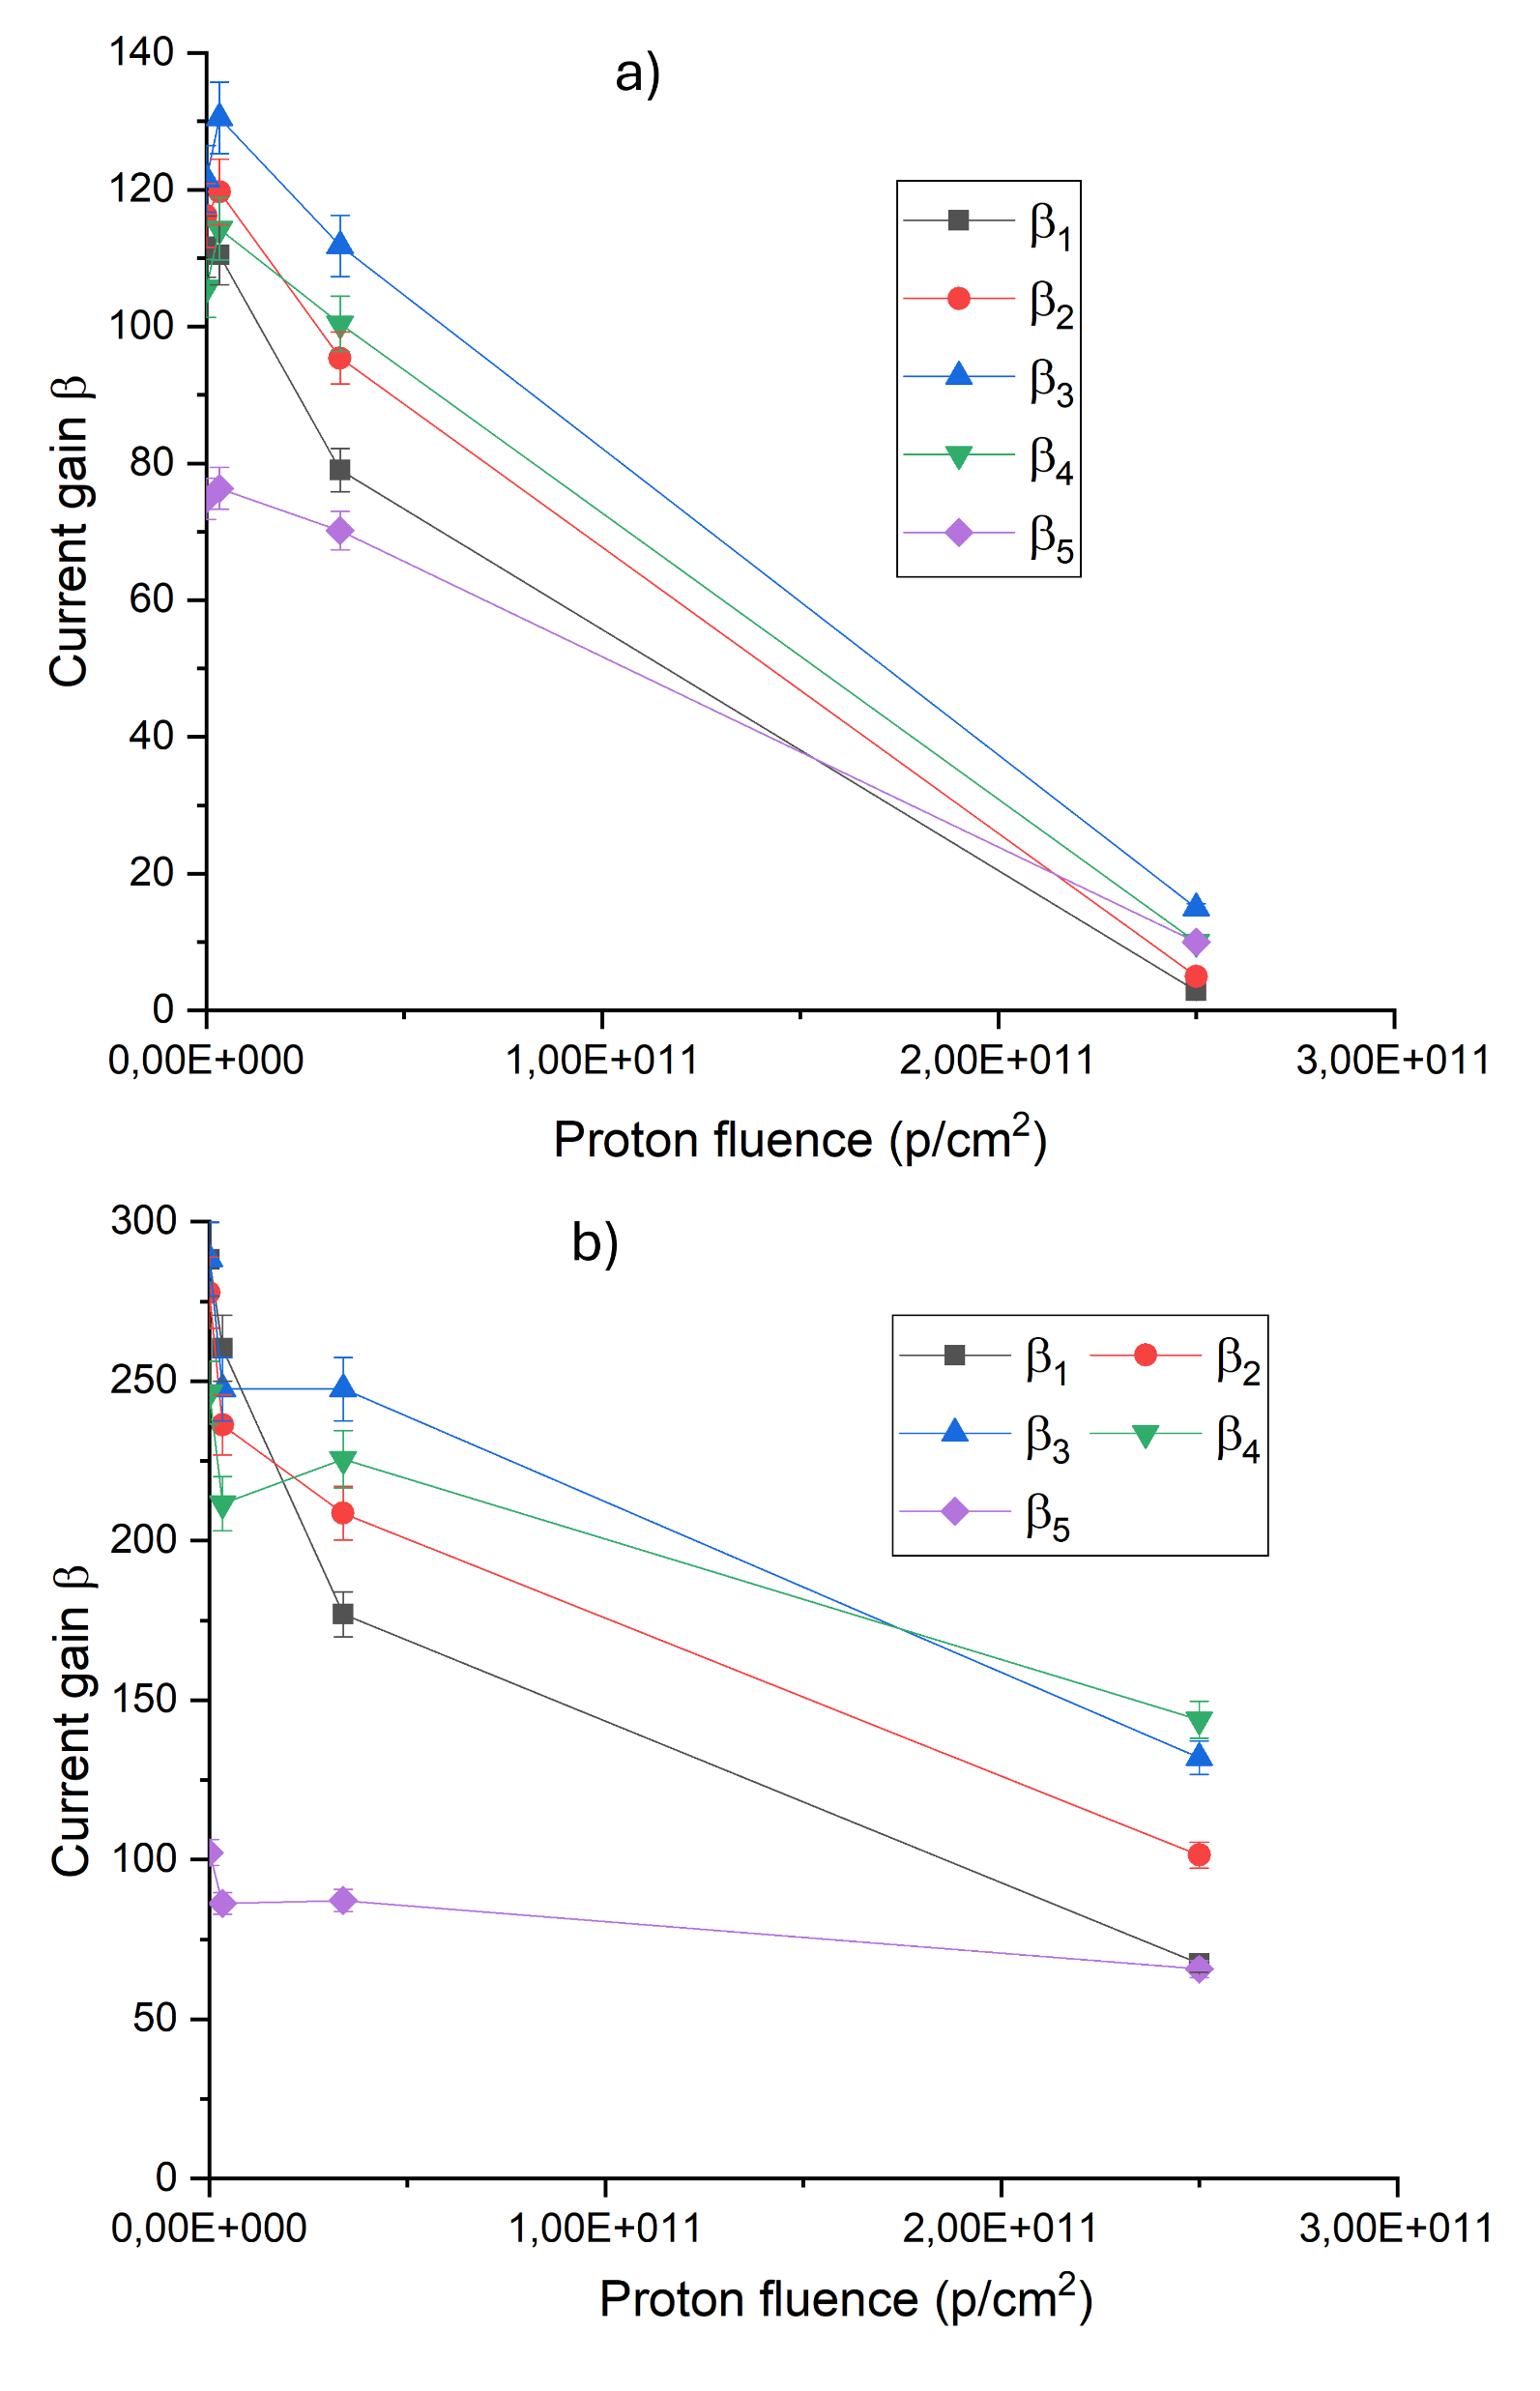 a)
140
120
100
80
60
40
20
0
Current gain β
β1
β2
β3
β4
β5
0,00E+000 1,00E+011 2,00E+011 3,00E+011
Proton fluence (p/cm2)
b)
300
250
200
150
100
50
0
Current gain β
β1 β2
β3 β4
β5
0,00E+000 1,00E+011 2,00E+011 3,00E+011
Proton fluence (p/cm2)